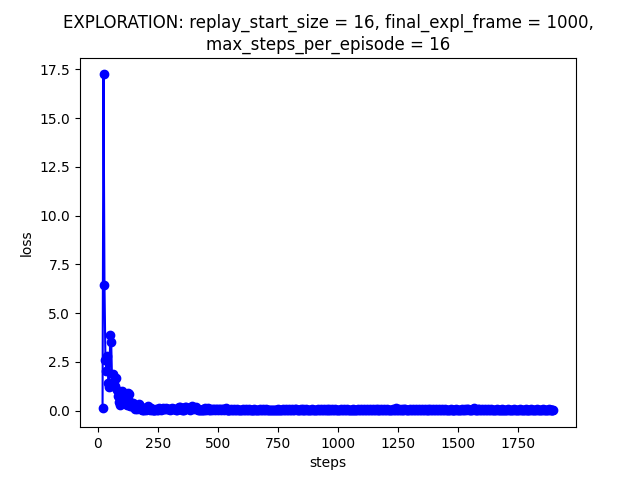 EXPLORATION: replay_start_size = 16, final_expl_frame = 1000,
max_steps_per_episode = 16
17.5
15.0
12.5
10.0
7.5
5.0
2.5
0.0
loss
0 250 500 750 1000 1250 1500 1750
steps